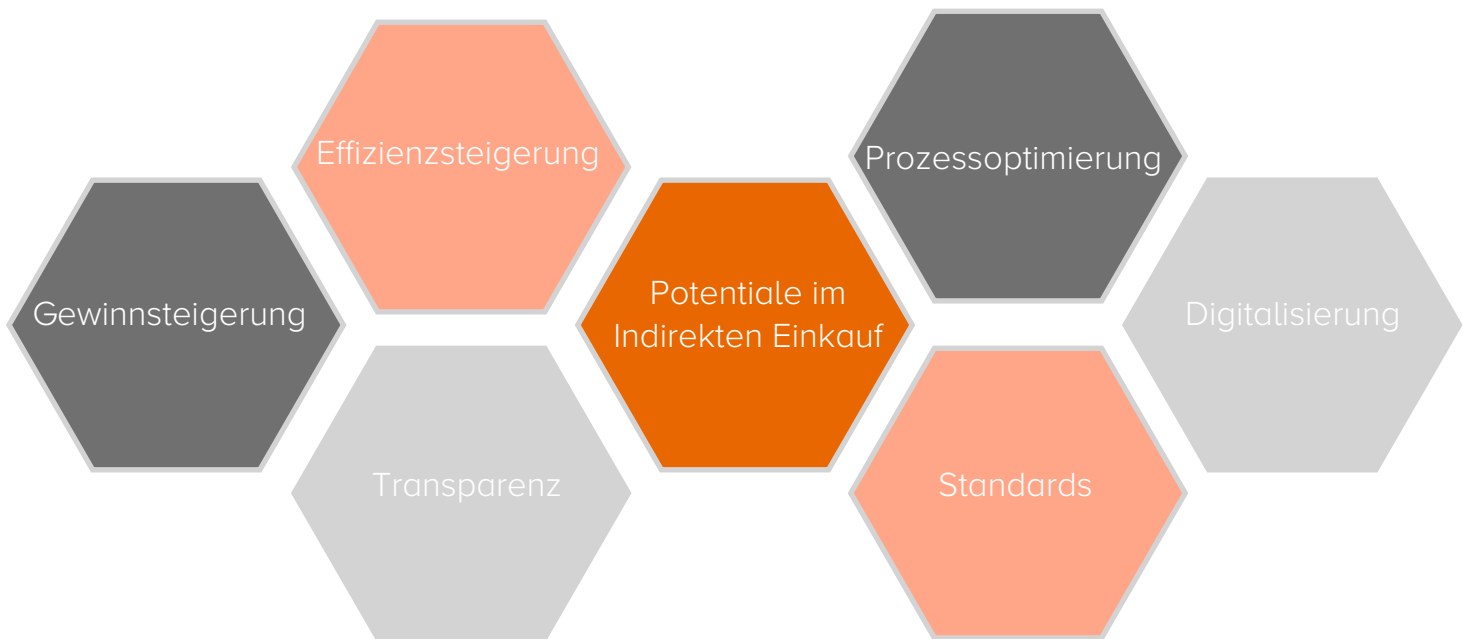 Effizienzsteigerung
Prozessoptimierung
Gewinnsteigerung
Potentiale im
Indirekten Einkauf
Digitalisierung
Transparenz
Standards